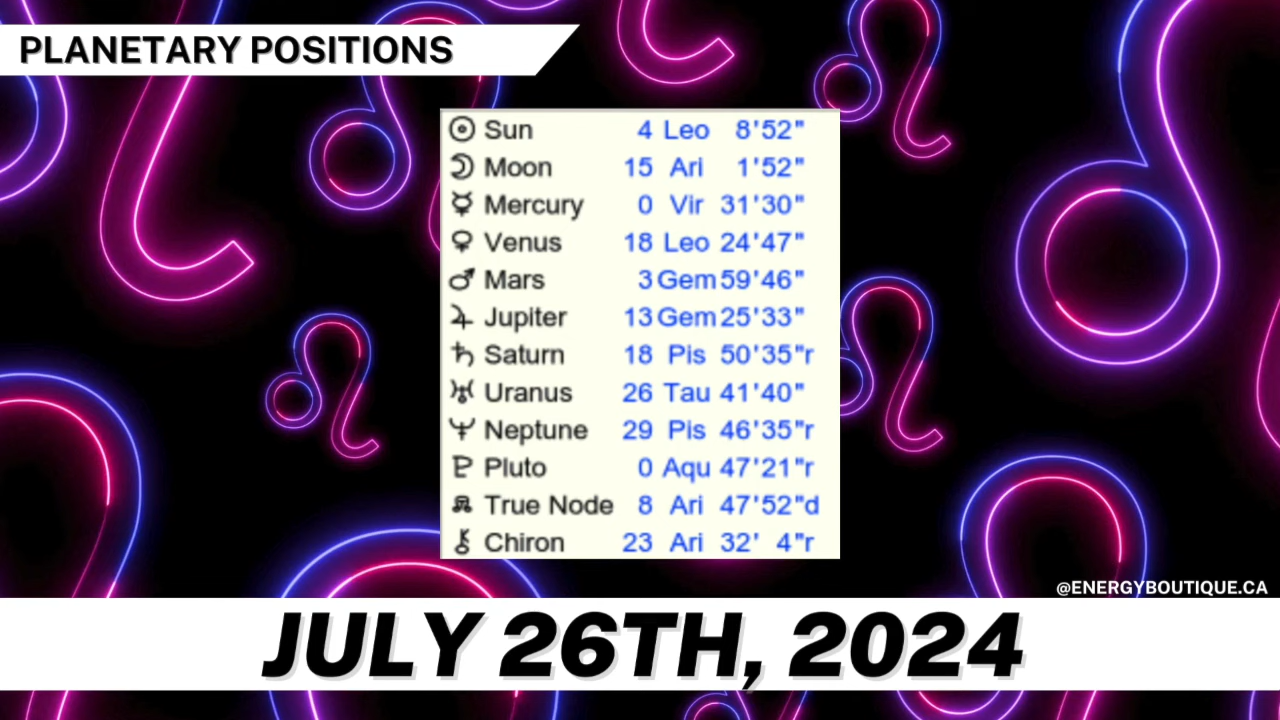 PLANETARY POSITIONS
Sun 4 Leo 8'52"
Moon 15 Ari 1'52"
Mercury 0 Vir 31'30"
Venus 18 Leo 24'47"
Mars 3 Gem 59'46"
Jupiter 13 Gem 25'33"
Saturn 18 Pis 50'35"r
Uranus 26 Tau 41'40"
Neptune 29 Pis 46'35"r
Pluto 0 Aqu 47'21"r
True Node 8 Ari 47'52"d
Chiron 23 Ari 32' 4"r
@ENERGYBOUTIQUE.CA
JULY 26TH, 2024